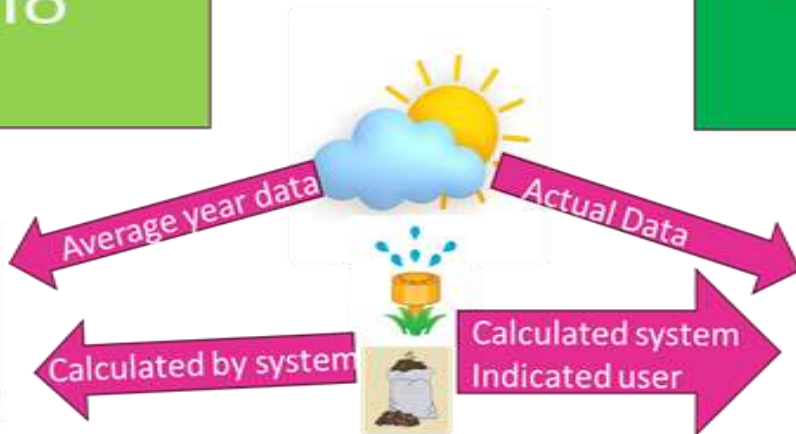 Average year data
Actual Data
Calculated by system
Calculated system
Indicated user